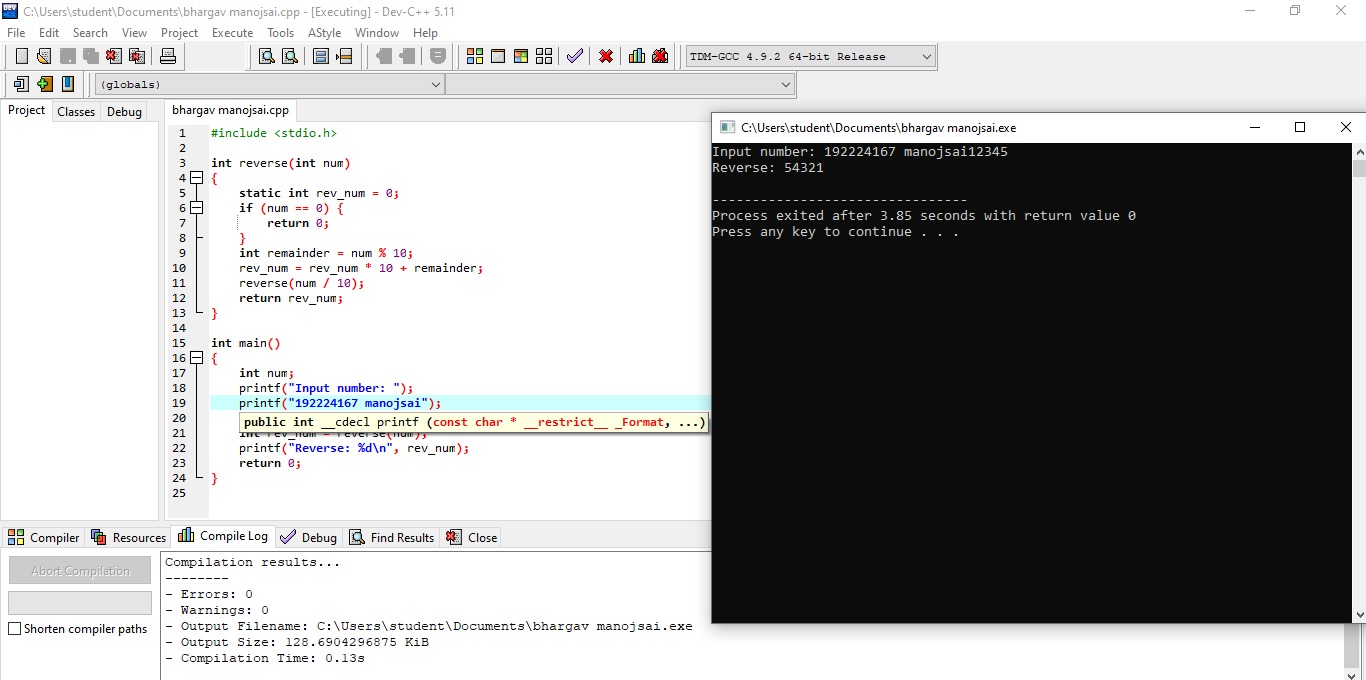 C:\Users\student\Documents\bhargav manojsai.cpp - [Executing] - Dev-C++ 5.11
File Edit Search View Project Execute Tools AStyle Window Help
TDM-GCC 4.9.2 64-bit Release
(globals)
Project Classes Debug
bhargav manojsai.cpp
1 #include <stdio.h>
2
3 int reverse(int num)
4 {
5 static int rev_num = 0;
6 if (num == 0) {
7 return 0;
8 }
9 int remainder = num % 10;
10 rev_num = rev_num * 10 + remainder;
11 reverse(num / 10);
12 return rev_num;
13 }
14
15 int main()
16 {
17 int num;
18 printf("Input number: ");
19 printf("192224167 manojsai");
20
public int __cdecl printf (const char * __restrict__ _Format, ...)
21 int rev_num = reverse(num);
22 printf("Reverse: %d\n", rev_num);
23 return 0;
24 }
25
C:\Users\student\Documents\bhargav manojsai.exe
Input number: 192224167 manojsai12345
Reverse: 54321
--------------------------------
Process exited after 3.85 seconds with return value 0
Press any key to continue . . .
Compiler Resources Compile Log Debug Find Results Close
Abort Compilation
Shorten compiler paths
Compilation results...
--------
- Errors: 0
- Warnings: 0
- Output Filename: C:\Users\student\Documents\bhargav manojsai.exe
- Output Size: 128.6904296875 KiB
- Compilation Time: 0.13s